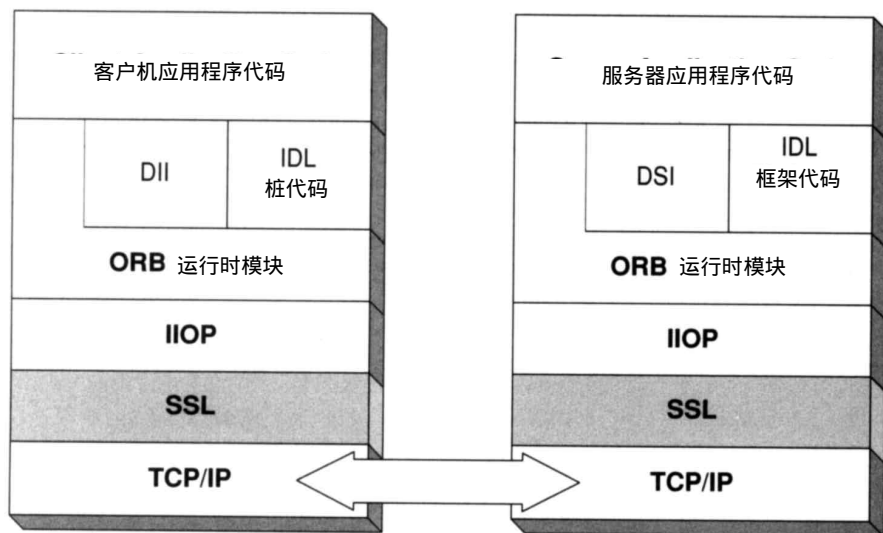 客户机应用程序代码
DII
IDL
桩代码
ORB 运行时模块
IIOP
SSL
TCP/IP
服务器应用程序代码
DSI
IDL
框架代码
ORB 运行时模块
IIOP
SSL
TCP/IP